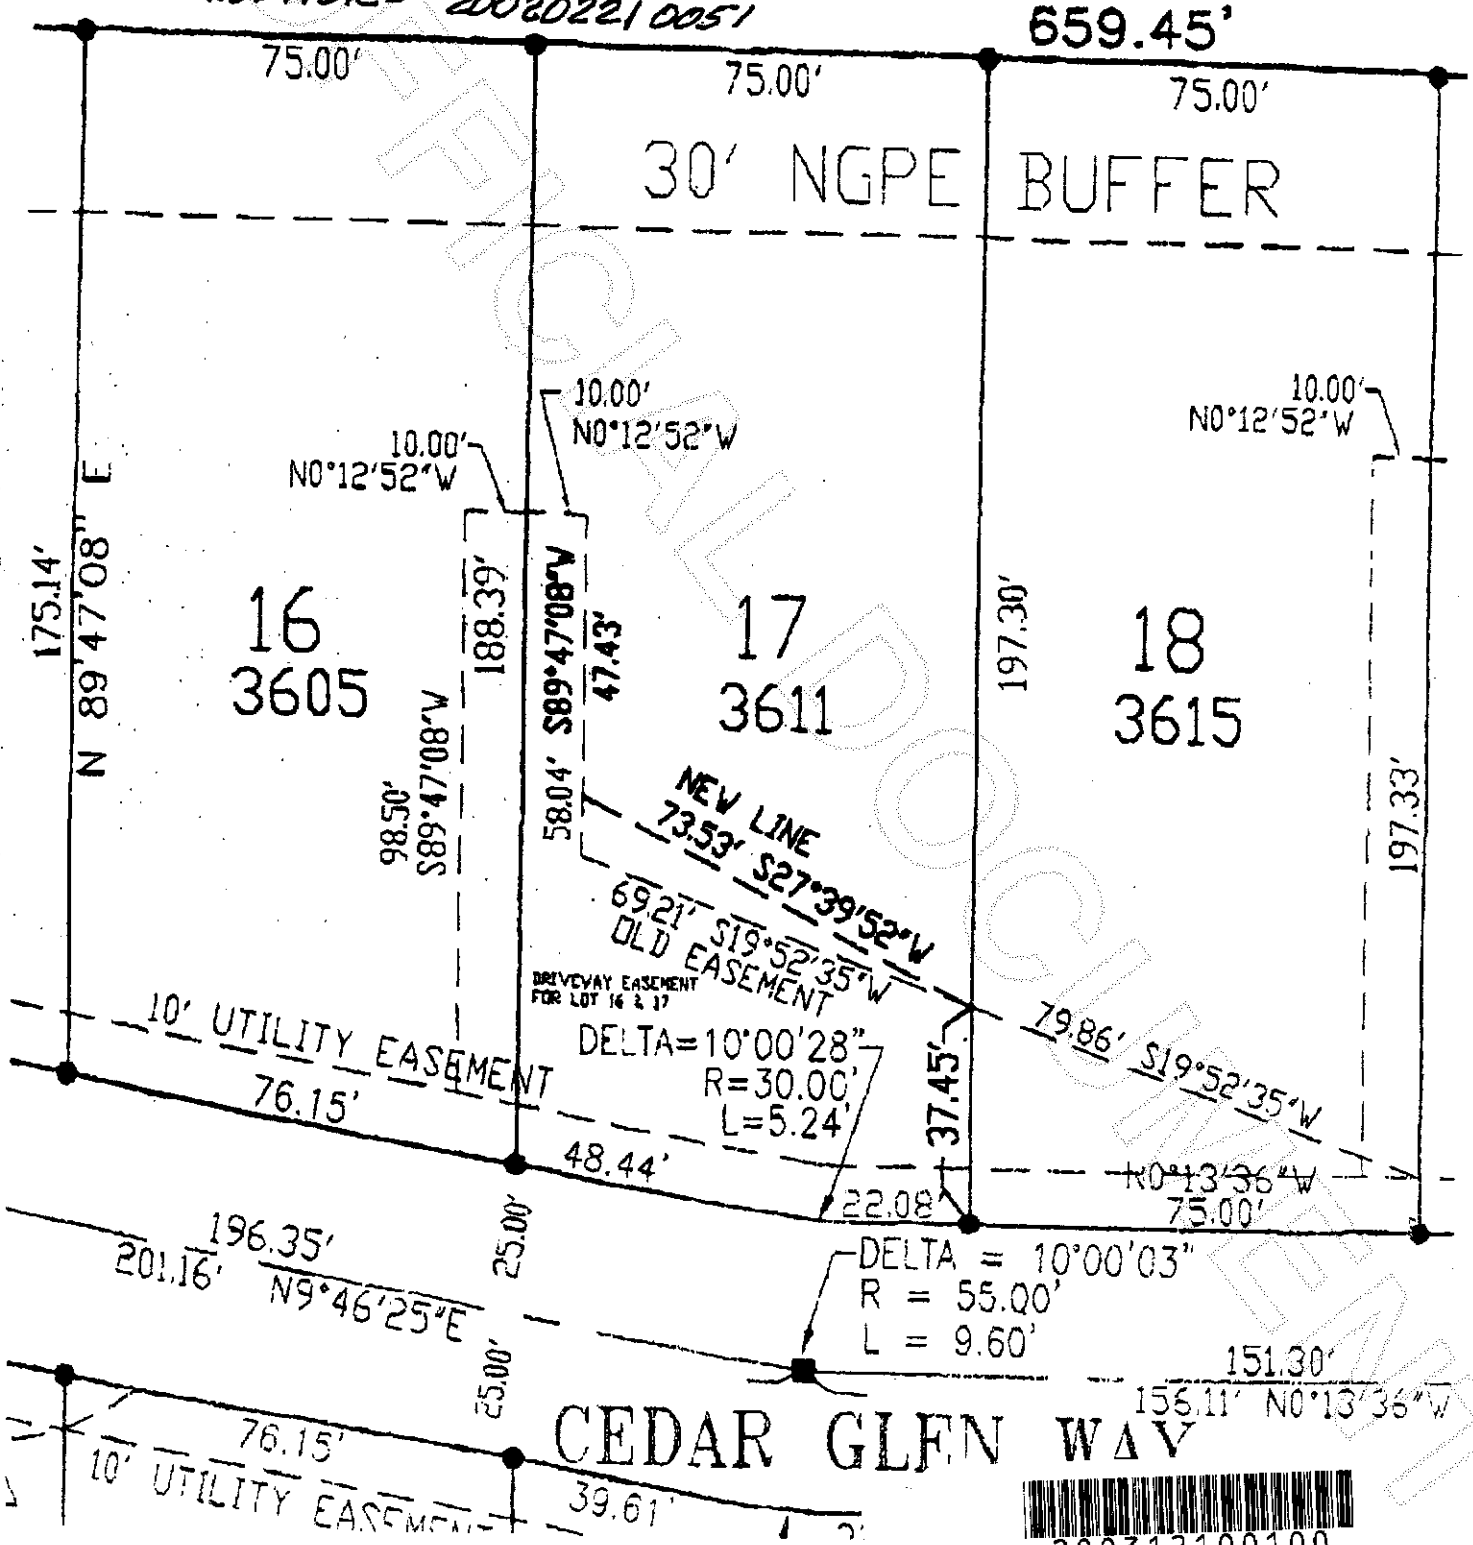 200202210051
659.45'
75.00'
75.00'
75.00'
30' NGPE BUFFER
10.00'
N0°12'52"W
10.00'
N0°12'52"W
10.00'
N0°12'52"W
175.14'
N 89°47'08" E
16
3605
188.39'
S89°47'08"W
47.43'
58.04'
98.50'
S89°47'08"W
17
3611
197.30'
18
3615
197.33'
NEW LINE
73.53' S27°39'52"W
69.21' S19°52'35"W
OLD EASEMENT
DRIVEWAY EASEMENT
FOR LOT 16 & 17
10' UTILITY EASEMENT
76.15'
DELTA=10°00'28"
R=30.00'
L=5.24'
37.45'
79.86' S19°52'35"W
48.44'
22.08'
N0°13'36"W
75.00'
196.35'
201.16'
N9°46'25"E
25.00'
25.00'
DELTA = 10°00'03"
R = 55.00'
L = 9.60'
151.30'
156.11' N0°13'36"W
CEDAR GLEN WAY
76.15'
10' UTILITY EASEMENT
39.61'
OFFICIAL DOCUMENT